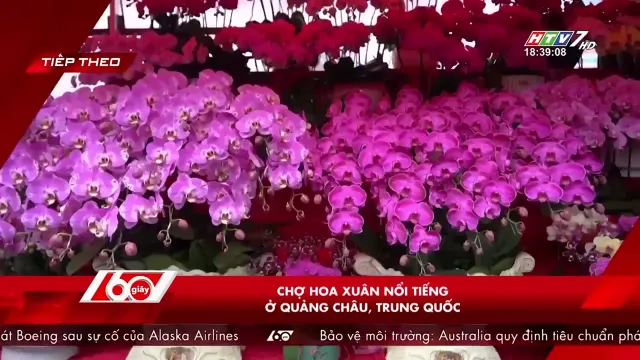 HTV7 HD
18:39:08
TIẾP THEO
60 giây
CHỢ HOA XUÂN NỔI TIẾNG
Ở QUẢNG CHÂU, TRUNG QUỐC
át Boeing sau sự cố của Alaska Airlines 60 giây Bảo vệ môi trường: Australia quy định tiêu chuẩn phá